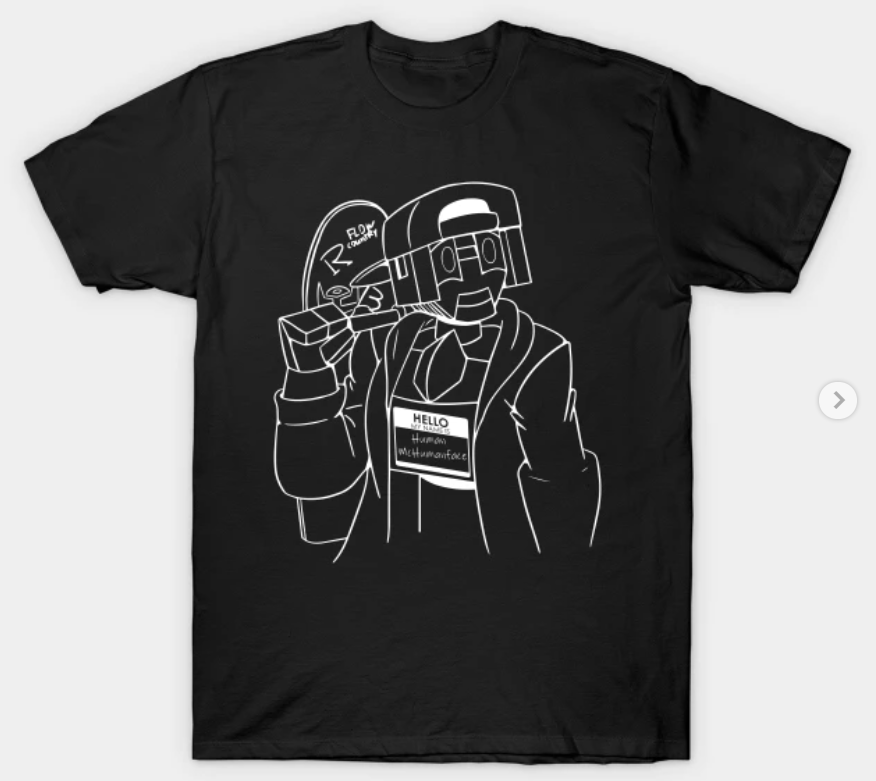 FLOW
COUNTRY
R
HELLO
MY NAME IS
Human
McHumanface